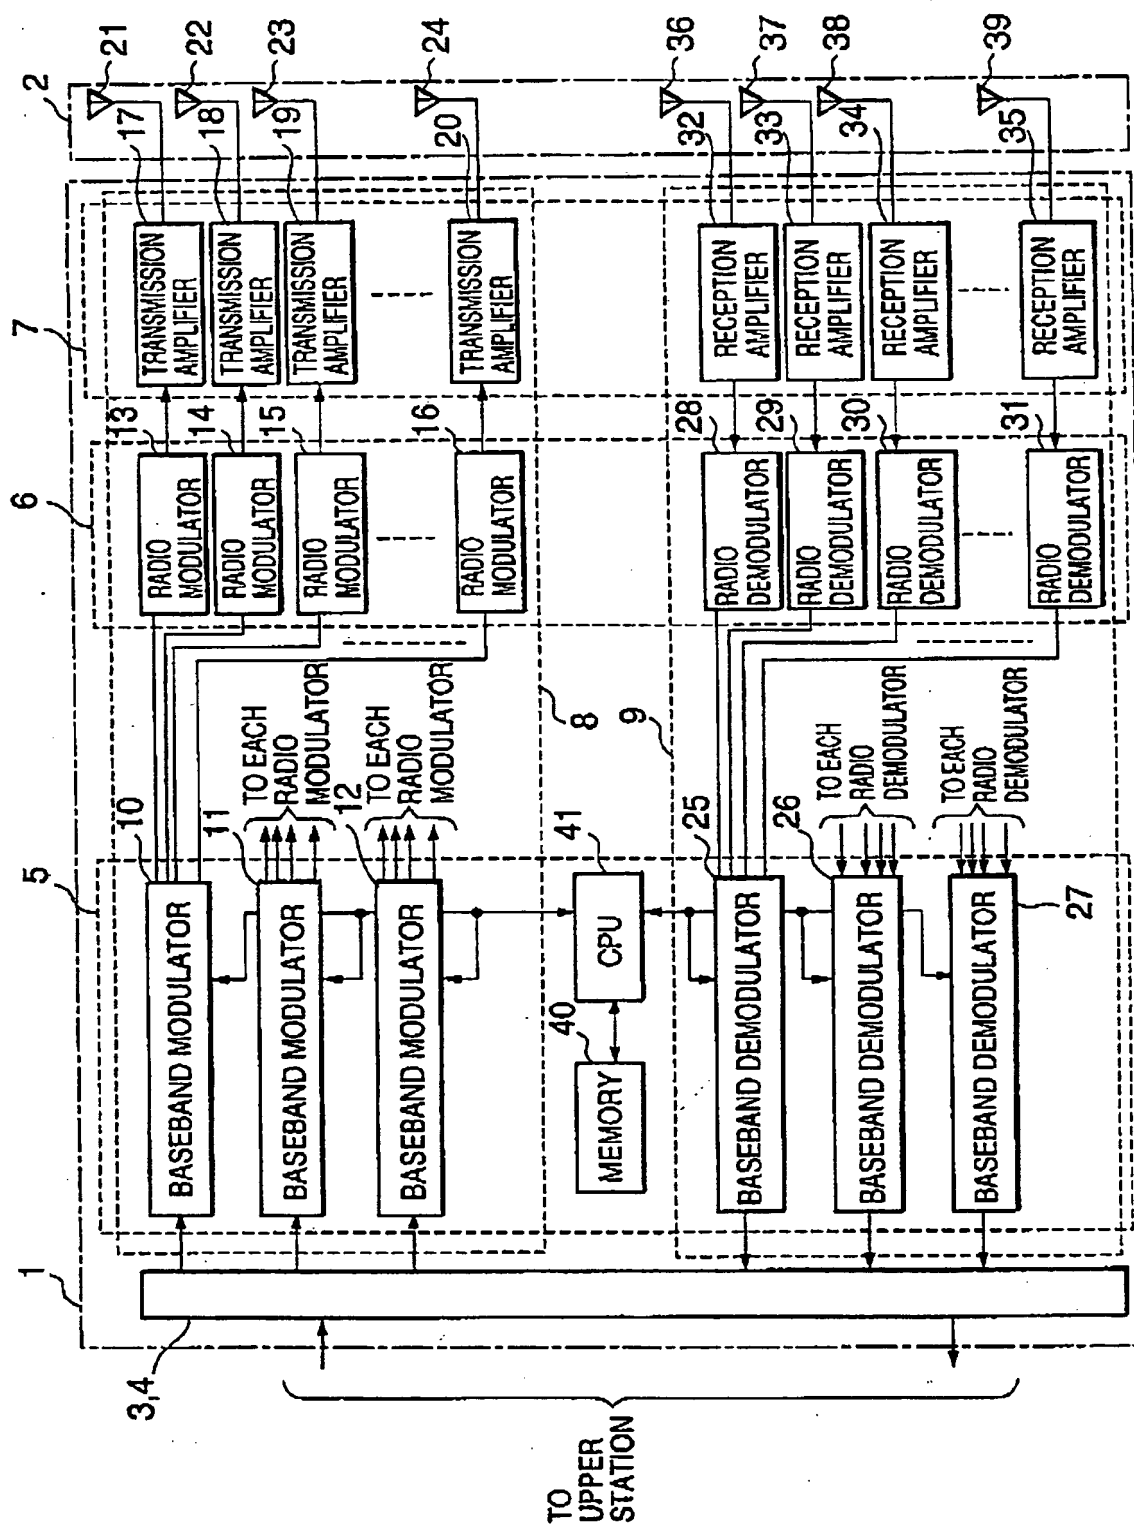 1
2
3,4
5
6
7
8
9
TO
UPPER
STATION
10
BASEBAND MODULATOR
11
BASEBAND MODULATOR
12
BASEBAND MODULATOR
TO EACH
RADIO
MODULATOR
TO EACH
RADIO
MODULATOR
13
RADIO
MODULATOR
14
RADIO
MODULATOR
15
RADIO
MODULATOR
16
RADIO
MODULATOR
17
TRANSMISSION
AMPLIFIER
18
TRANSMISSION
AMPLIFIER
19
TRANSMISSION
AMPLIFIER
20
TRANSMISSION
AMPLIFIER
21
22
23
24
40
MEMORY
41
CPU
25
BASEBAND DEMODULATOR
26
BASEBAND DEMODULATOR
27
BASEBAND DEMODULATOR
TO EACH
RADIO
DEMODULATOR
TO EACH
RADIO
DEMODULATOR
28
RADIO
DEMODULATOR
29
RADIO
DEMODULATOR
30
RADIO
DEMODULATOR
31
RADIO
DEMODULATOR
32
RECEPTION
AMPLIFIER
33
RECEPTION
AMPLIFIER
34
RECEPTION
AMPLIFIER
35
RECEPTION
AMPLIFIER
36
37
38
39